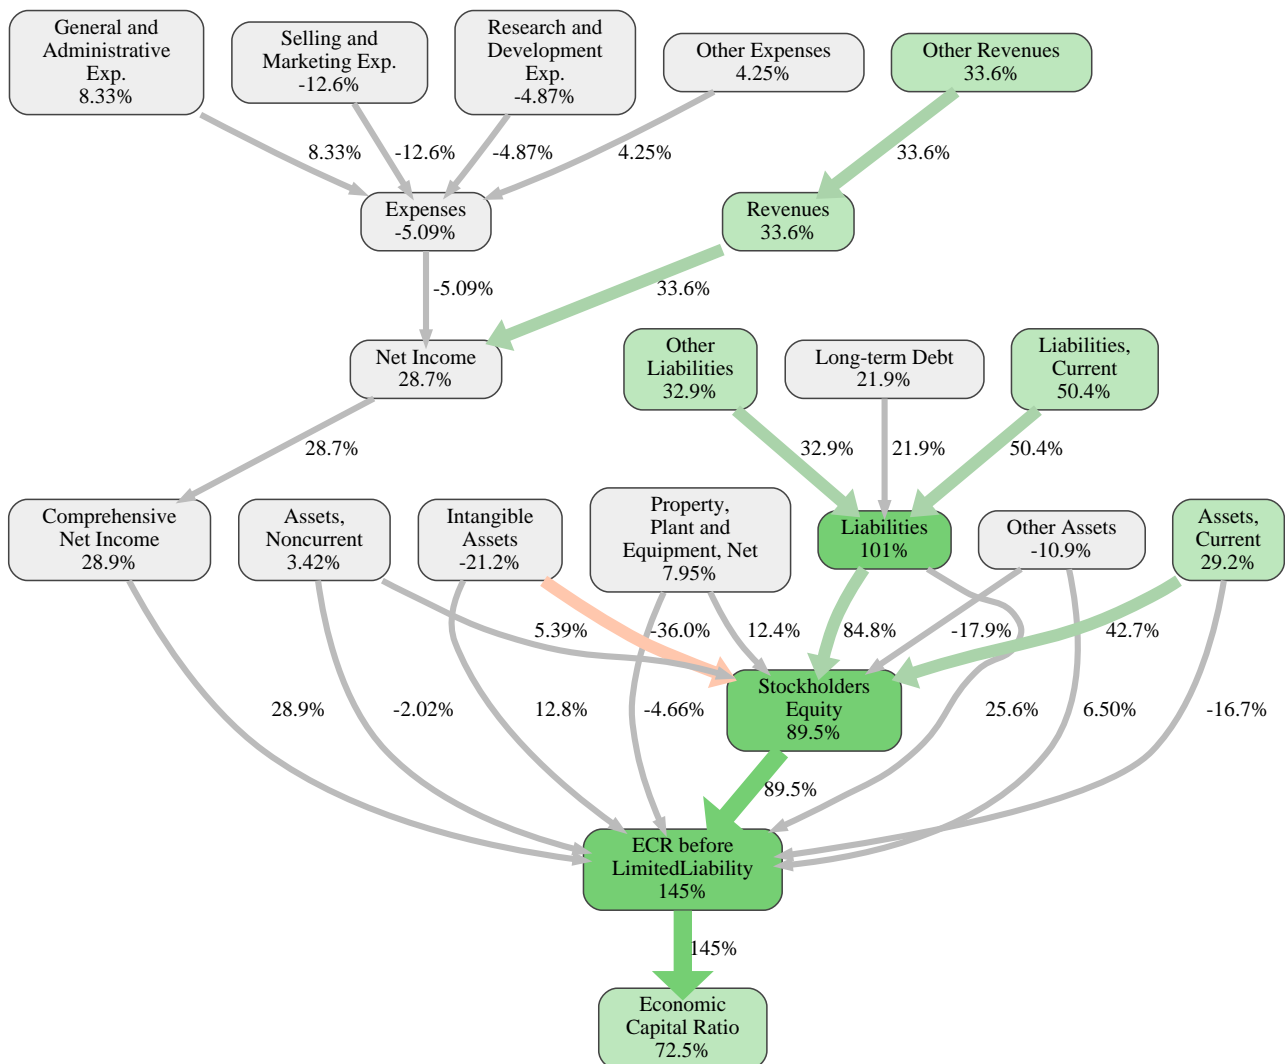 General and
Administrative
Exp.
8.33%
Selling and
Marketing Exp.
-12.6%
Research and
Development
Exp.
-4.87%
Other Expenses
4.25%
Other Revenues
33.6%
8.33%
-12.6%
-4.87%
4.25%
33.6%
Expenses
-5.09%
Revenues
33.6%
-5.09%
33.6%
Net Income
28.7%
Other
Liabilities
32.9%
Long-term Debt
21.9%
Liabilities,
Current
50.4%
28.7%
32.9%
21.9%
50.4%
Comprehensive
Net Income
28.9%
Assets,
Noncurrent
3.42%
Intangible
Assets
-21.2%
Property,
Plant and
Equipment, Net
7.95%
Liabilities
101%
Other Assets
-10.9%
Assets,
Current
29.2%
5.39%
-36.0%
12.4%
84.8%
-17.9%
42.7%
Stockholders
Equity
89.5%
28.9%
-2.02%
12.8%
-4.66%
25.6%
6.50%
-16.7%
89.5%
ECR before
LimitedLiability
145%
145%
Economic
Capital Ratio
72.5%